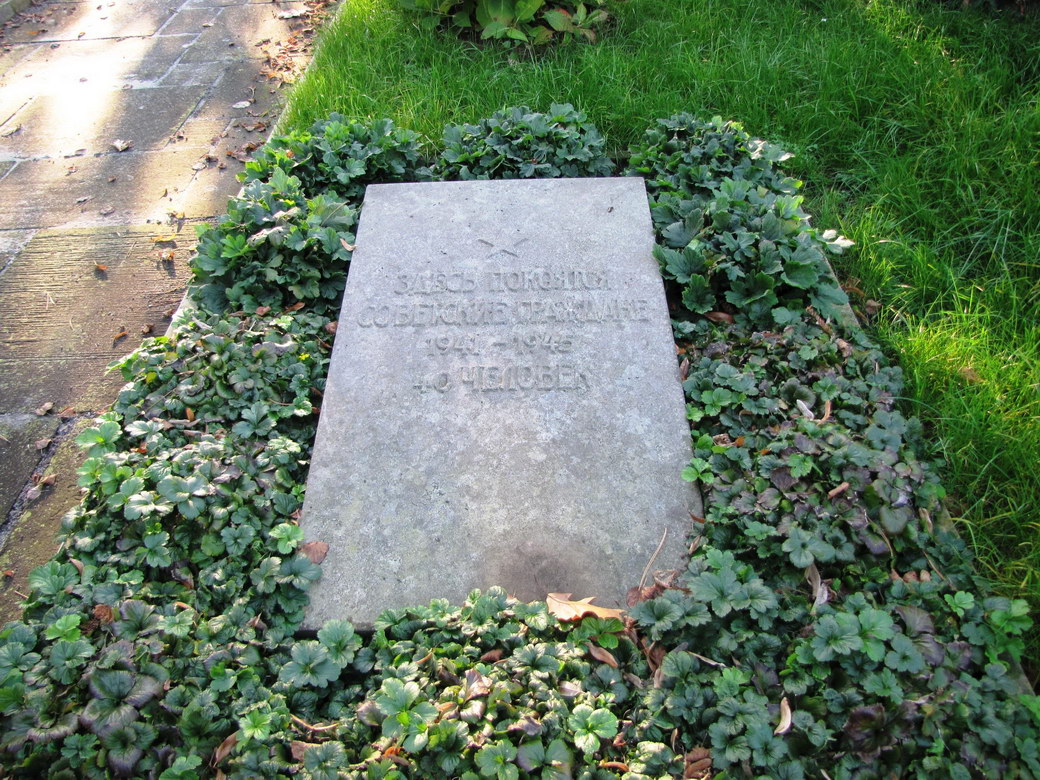 ЗДЕСЬ ПОКОЯТСЯ
СОВЕТСКИЕ ГРАЖДАНЕ
1941 - 1945
40 ЧЕЛОВЕК